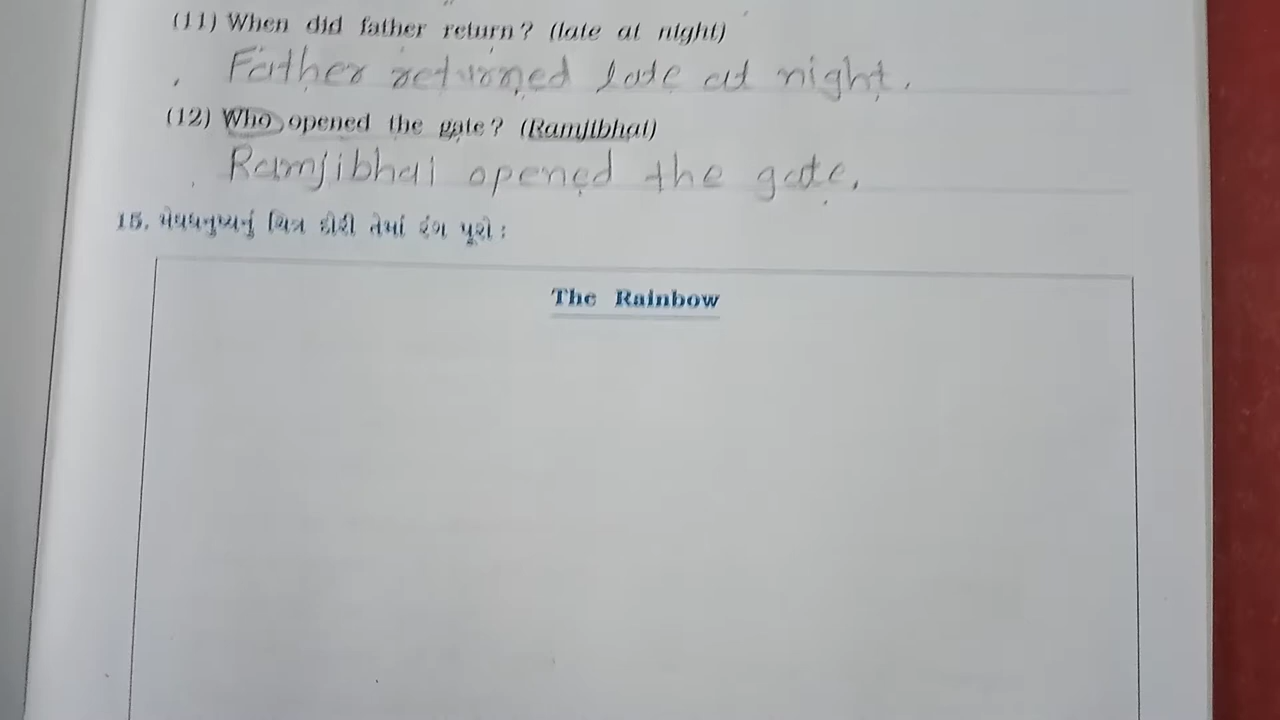 (11) When did father return? (late at night)
Father returned late at night.
(12) Who opened the gate? (Ramjibhai)
Ramjibhai opened the gate.
15. મેઘધનુષ્યનું ચિત્ર દોરી તેમાં રંગ પૂરો :
The Rainbow